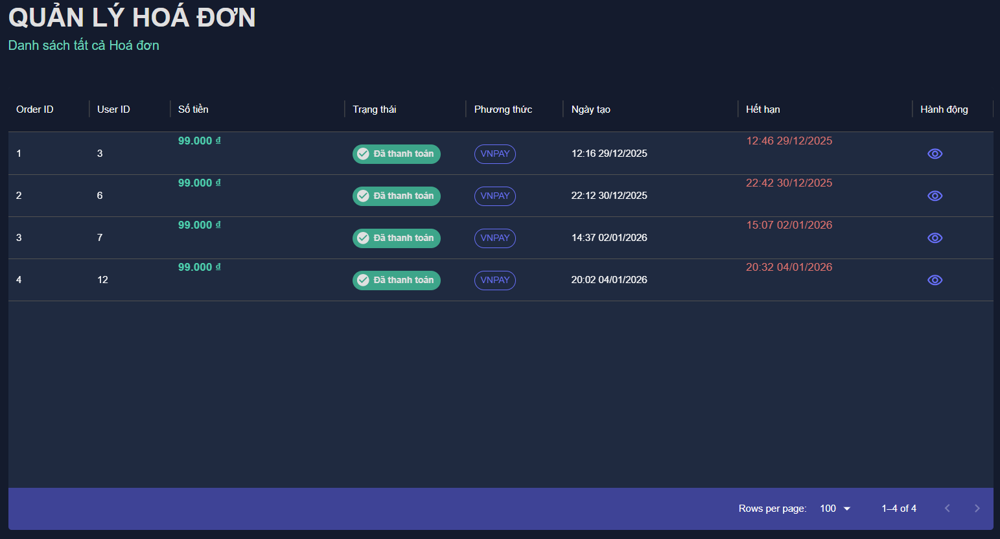 QUẢN LÝ HOÁ ĐƠN
Danh sách tất cả Hoá đơn
Order ID User ID Số tiền Trạng thái Phương thức Ngày tạo Hết hạn Hành động
1 3 99.000 ₫ Đã thanh toán VNPAY 12:16 29/12/2025 12:46 29/12/2025
2 6 99.000 ₫ Đã thanh toán VNPAY 22:12 30/12/2025 22:42 30/12/2025
3 7 99.000 ₫ Đã thanh toán VNPAY 14:37 02/01/2026 15:07 02/01/2026
4 12 99.000 ₫ Đã thanh toán VNPAY 20:02 04/01/2026 20:32 04/01/2026
Rows per page: 100 1–4 of 4